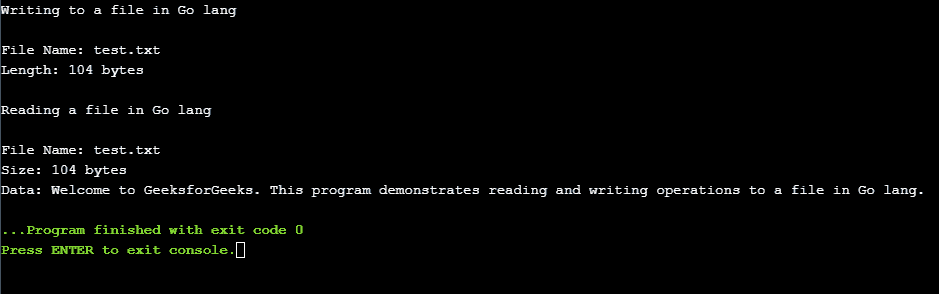 Writing to a file in Go lang
File Name: test.txt
Length: 104 bytes
Reading a file in Go lang
File Name: test.txt
Size: 104 bytes
Data: Welcome to GeeksforGeeks. This program demonstrates reading and writing operations to a file in Go lang.
...Program finished with exit code 0
Press ENTER to exit console.